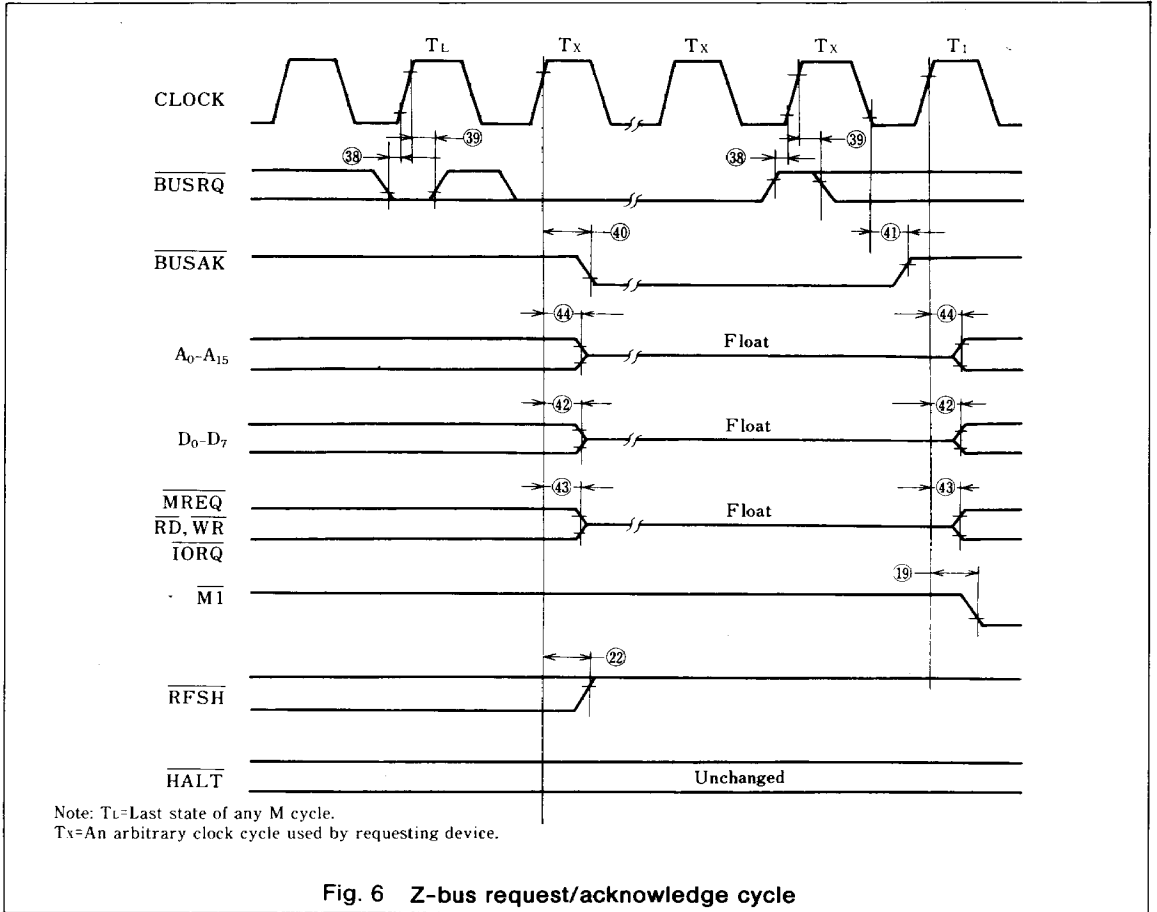 TL TX TX TX T1
CLOCK
㊴ ㊴
㊳ ㊳
BUSRQ
㊵ ㊶
BUSAK
㊹ ㊹
A0-A15 Float
㊷ ㊷
D0-D7 Float
㊸ ㊸
MREQ
RD, WR Float
IORQ
⑲
M1
㉒
RFSH
HALT Unchanged
Note: TL=Last state of any M cycle.
TX=An arbitrary clock cycle used by requesting device.
Fig. 6 Z-bus request/acknowledge cycle